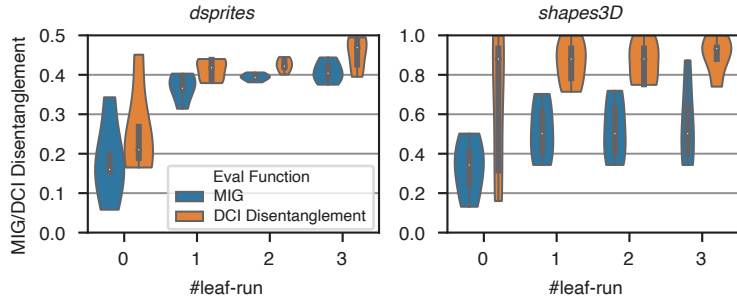 dsprites
MIG/DCI Disentanglement
0.5
0.4
0.3
0.2
0.1
0.0
Eval Function
MIG
DCI Disentanglement
0 1 2 3
#leaf-run
shapes3D
1.0
0.8
0.6
0.4
0.2
0.0
0 1 2 3
#leaf-run